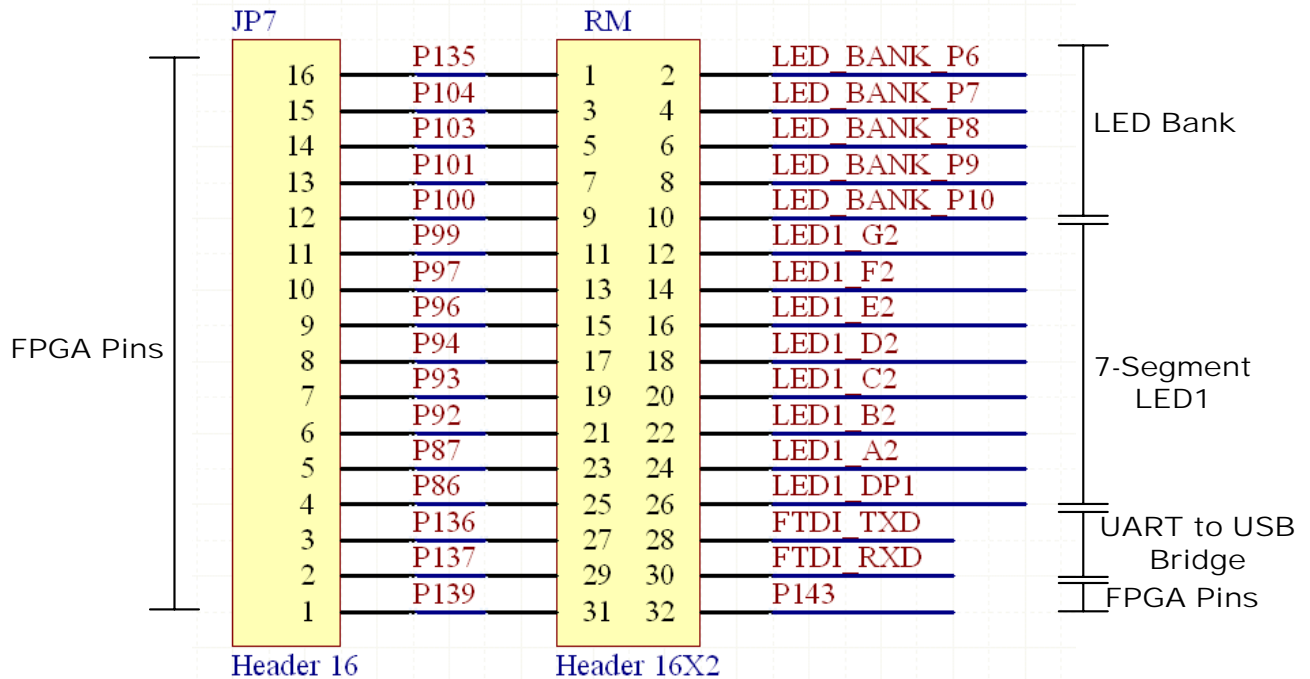 JP7 RM
16 P135 1 2 LED_BANK_P6
15 P104 3 4 LED_BANK_P7
14 P103 5 6 LED_BANK_P8
13 P101 7 8 LED_BANK_P9
12 P100 9 10 LED_BANK_P10
11 P99 11 12 LED1_G2
10 P97 13 14 LED1_F2
9 P96 15 16 LED1_E2
8 P94 17 18 LED1_D2
7 P93 19 20 LED1_C2
6 P92 21 22 LED1_B2
5 P87 23 24 LED1_A2
4 P86 25 26 LED1_DP1
3 P136 27 28 FTDI_TXD
2 P137 29 30 FTDI_RXD
1 P139 31 32 P143
Header 16 Header 16X2
FPGA Pins
LED Bank
7-Segment
LED1
UART to USB
Bridge
FPGA Pins